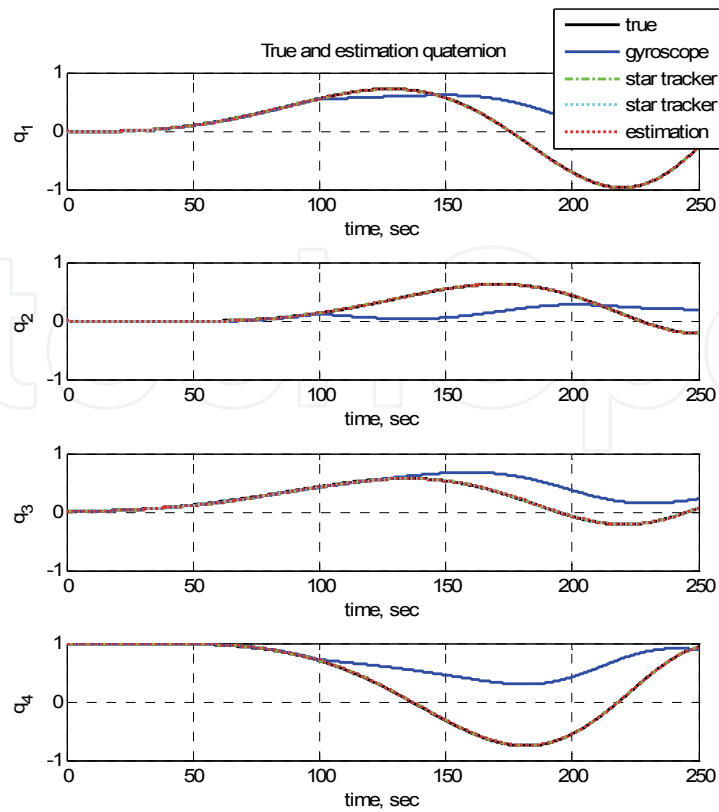 True and estimation quaternion
true
gyroscope
star tracker
star tracker
estimation
1
0
-1
q1
0 50 100 150 200 250
time, sec
1
0
-1
q2
0 50 100 150 200 250
time, sec
1
0
-1
q3
0 50 100 150 200 250
time, sec
1
0
-1
q4
0 50 100 150 200 250
time, sec